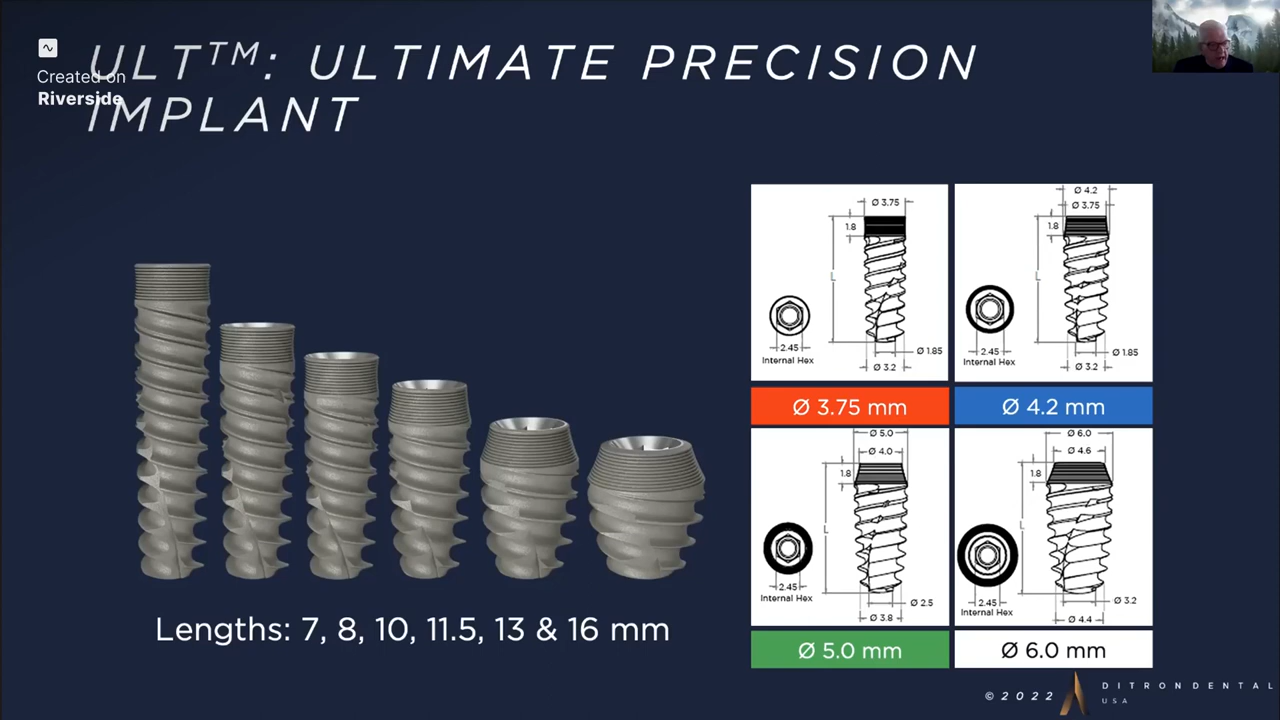 ULT™: ULTIMATE PRECISION
IMPLANT
Created on
Riverside
Ø 3.75
1.8
L
2.45
Internal Hex
Ø 1.85
Ø 3.2
Ø 3.75 mm
Ø 4.2
Ø 3.75
1.8
L
2.45
Internal Hex
Ø 1.85
Ø 3.2
Ø 4.2 mm
Ø 5.0
Ø 4.0
1.8
L
2.45
Internal Hex
Ø 2.5
Ø 3.8
Ø 5.0 mm
Ø 6.0
Ø 4.6
1.8
L
2.45
Internal Hex
Ø 3.2
Ø 4.4
Ø 6.0 mm
Lengths: 7, 8, 10, 11.5, 13 & 16 mm
©2022
DITRONDENTAL
USA